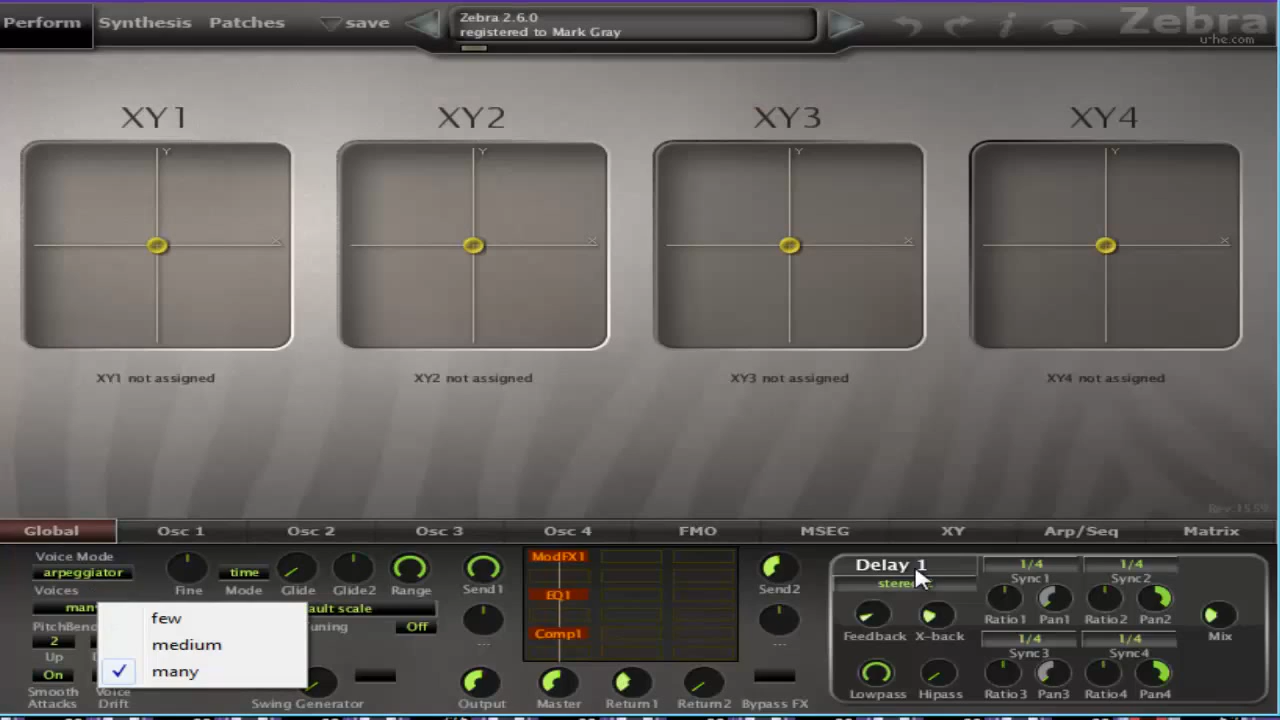 Perform Synthesis Patches save
Zebra 2.6.0
registered to Mark Gray
Zebra
u-he.com
XY1 XY2 XY3 XY4
Y Y Y Y
X X X X
XY1 not assigned XY2 not assigned XY3 not assigned XY4 not assigned
Global Osc 1 Osc 2 Osc 3 Osc 4 FMO MSEG XY Arp/Seq Matrix
Voice Mode
arpeggiator
Voices
Fine
time
Mode
Glide
Glide2
Range
ault scale
PitchBend
2
Up
uning
Off
On
Smooth
Attacks
Voice
Drift
Swing Generator
few
medium
many
Send1
---
Output
ModFX1
EQ1
Comp1
Master
Return1
Return2
Send2
---
Bypass FX
Delay 1
Feedback X-back
Lowpass Hipass
1/4 1/4
Sync1 Sync2
Ratio1 Pan1 Ratio2 Pan2
1/4 1/4
Sync3 Sync4
Ratio3 Pan3 Ratio4 Pan4
Mix